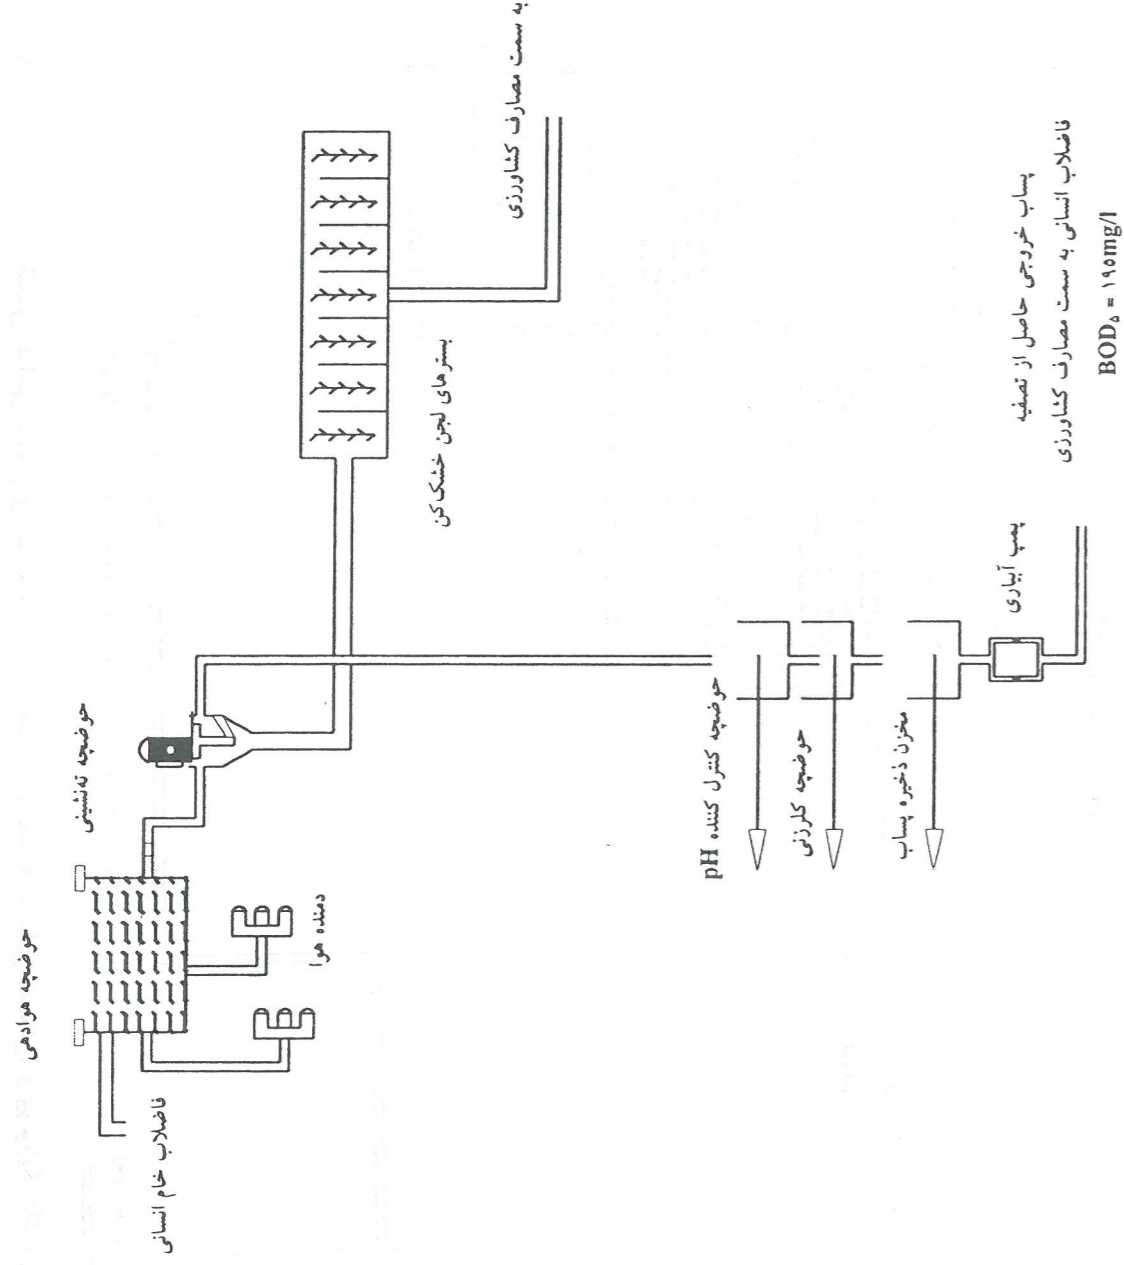 حوضچه هوادهی
فاضلاب خام انسانی
دمنده هوا
حوضچه ته‌نشینی
بسترهای لجن خشک‌کن
به سمت مصارف کشاورزی
حوضچه کنترل کننده pH
حوضچه کلرزنی
مخزن ذخیره پساب
پمپ آبیاری
پساب خروجی حاصل از تصفیه
فاضلاب انسانی به سمت مصارف کشاورزی
BOD₅ = ۱۹۰mg/l